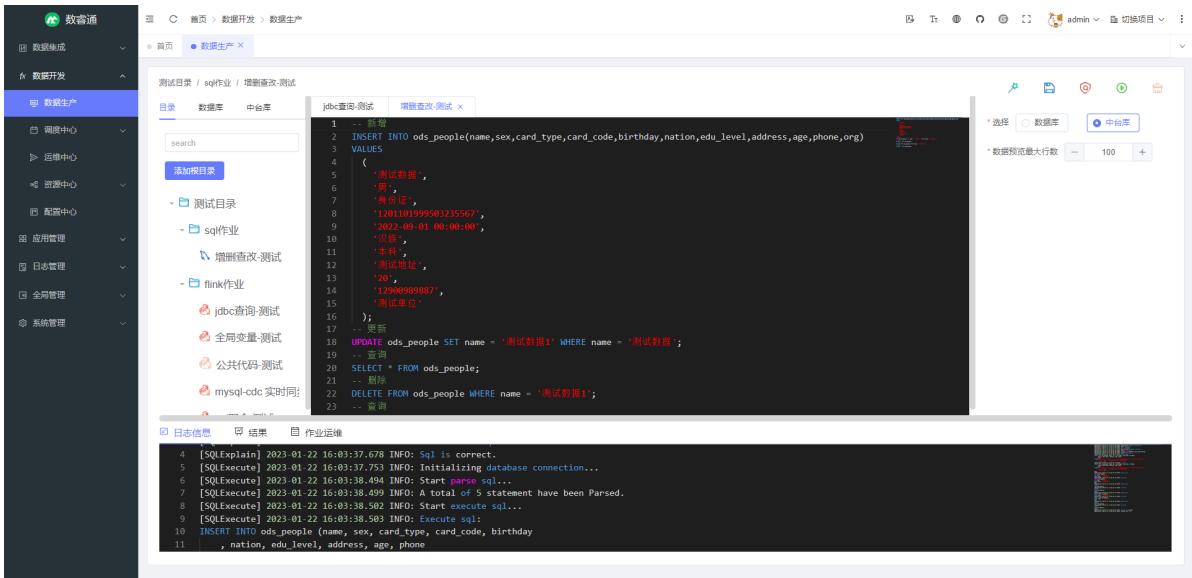 数睿通
首页 > 数据开发 > 数据生产
Tт
admin
切换项目
数据集成
数据开发
数据生产
调度中心
运维中心
资源中心
配置中心
应用管理
日志管理
全局管理
系统管理
首页
数据生产 ×
测试目录 / sql作业 / 增删查改-测试
目录 数据库 中台库
search
添加根目录
测试目录
sql作业
增删查改-测试
flink作业
jdbc查询-测试
全局变量-测试
公共代码-测试
mysql-cdc 实时同
jdbc查询-测试 增删查改-测试 ×
1 -- 新增
2 INSERT INTO ods_people(name,sex,card_type,card_code,birthday,nation,edu_level,address,age,phone,org)
3 VALUES
4 (
5 '测试数据',
6 '男',
7 '身份证',
8 '1201101999503235567',
9 '2022-09-01 00:00:00',
10 '汉族',
11 '本科',
12 '测试地址',
13 '20',
14 '12900989887',
15 '测试单位'
16 );
17 -- 更新
18 UPDATE ods_people SET name = '测试数据1' WHERE name = '测试数据';
19 -- 查询
20 SELECT * FROM ods_people;
21 -- 删除
22 DELETE FROM ods_people WHERE name = '测试数据1';
23 -- 查询
* 选择 数据库 中台库
* 数据预览最大行数 − 100 +
日志信息 结果 作业运维
4 [SQLExplain] 2023-01-22 16:03:37.678 INFO: Sql is correct.
5 [SQLExecute] 2023-01-22 16:03:37.753 INFO: Initializing database connection...
6 [SQLExecute] 2023-01-22 16:03:38.494 INFO: Start parse sql...
7 [SQLExecute] 2023-01-22 16:03:38.499 INFO: A total of 5 statement have been Parsed.
8 [SQLExecute] 2023-01-22 16:03:38.502 INFO: Start execute sql...
9 [SQLExecute] 2023-01-22 16:03:38.503 INFO: Execute sql:
10 INSERT INTO ods_people (name, sex, card_type, card_code, birthday
11 , nation, edu_level, address, age, phone